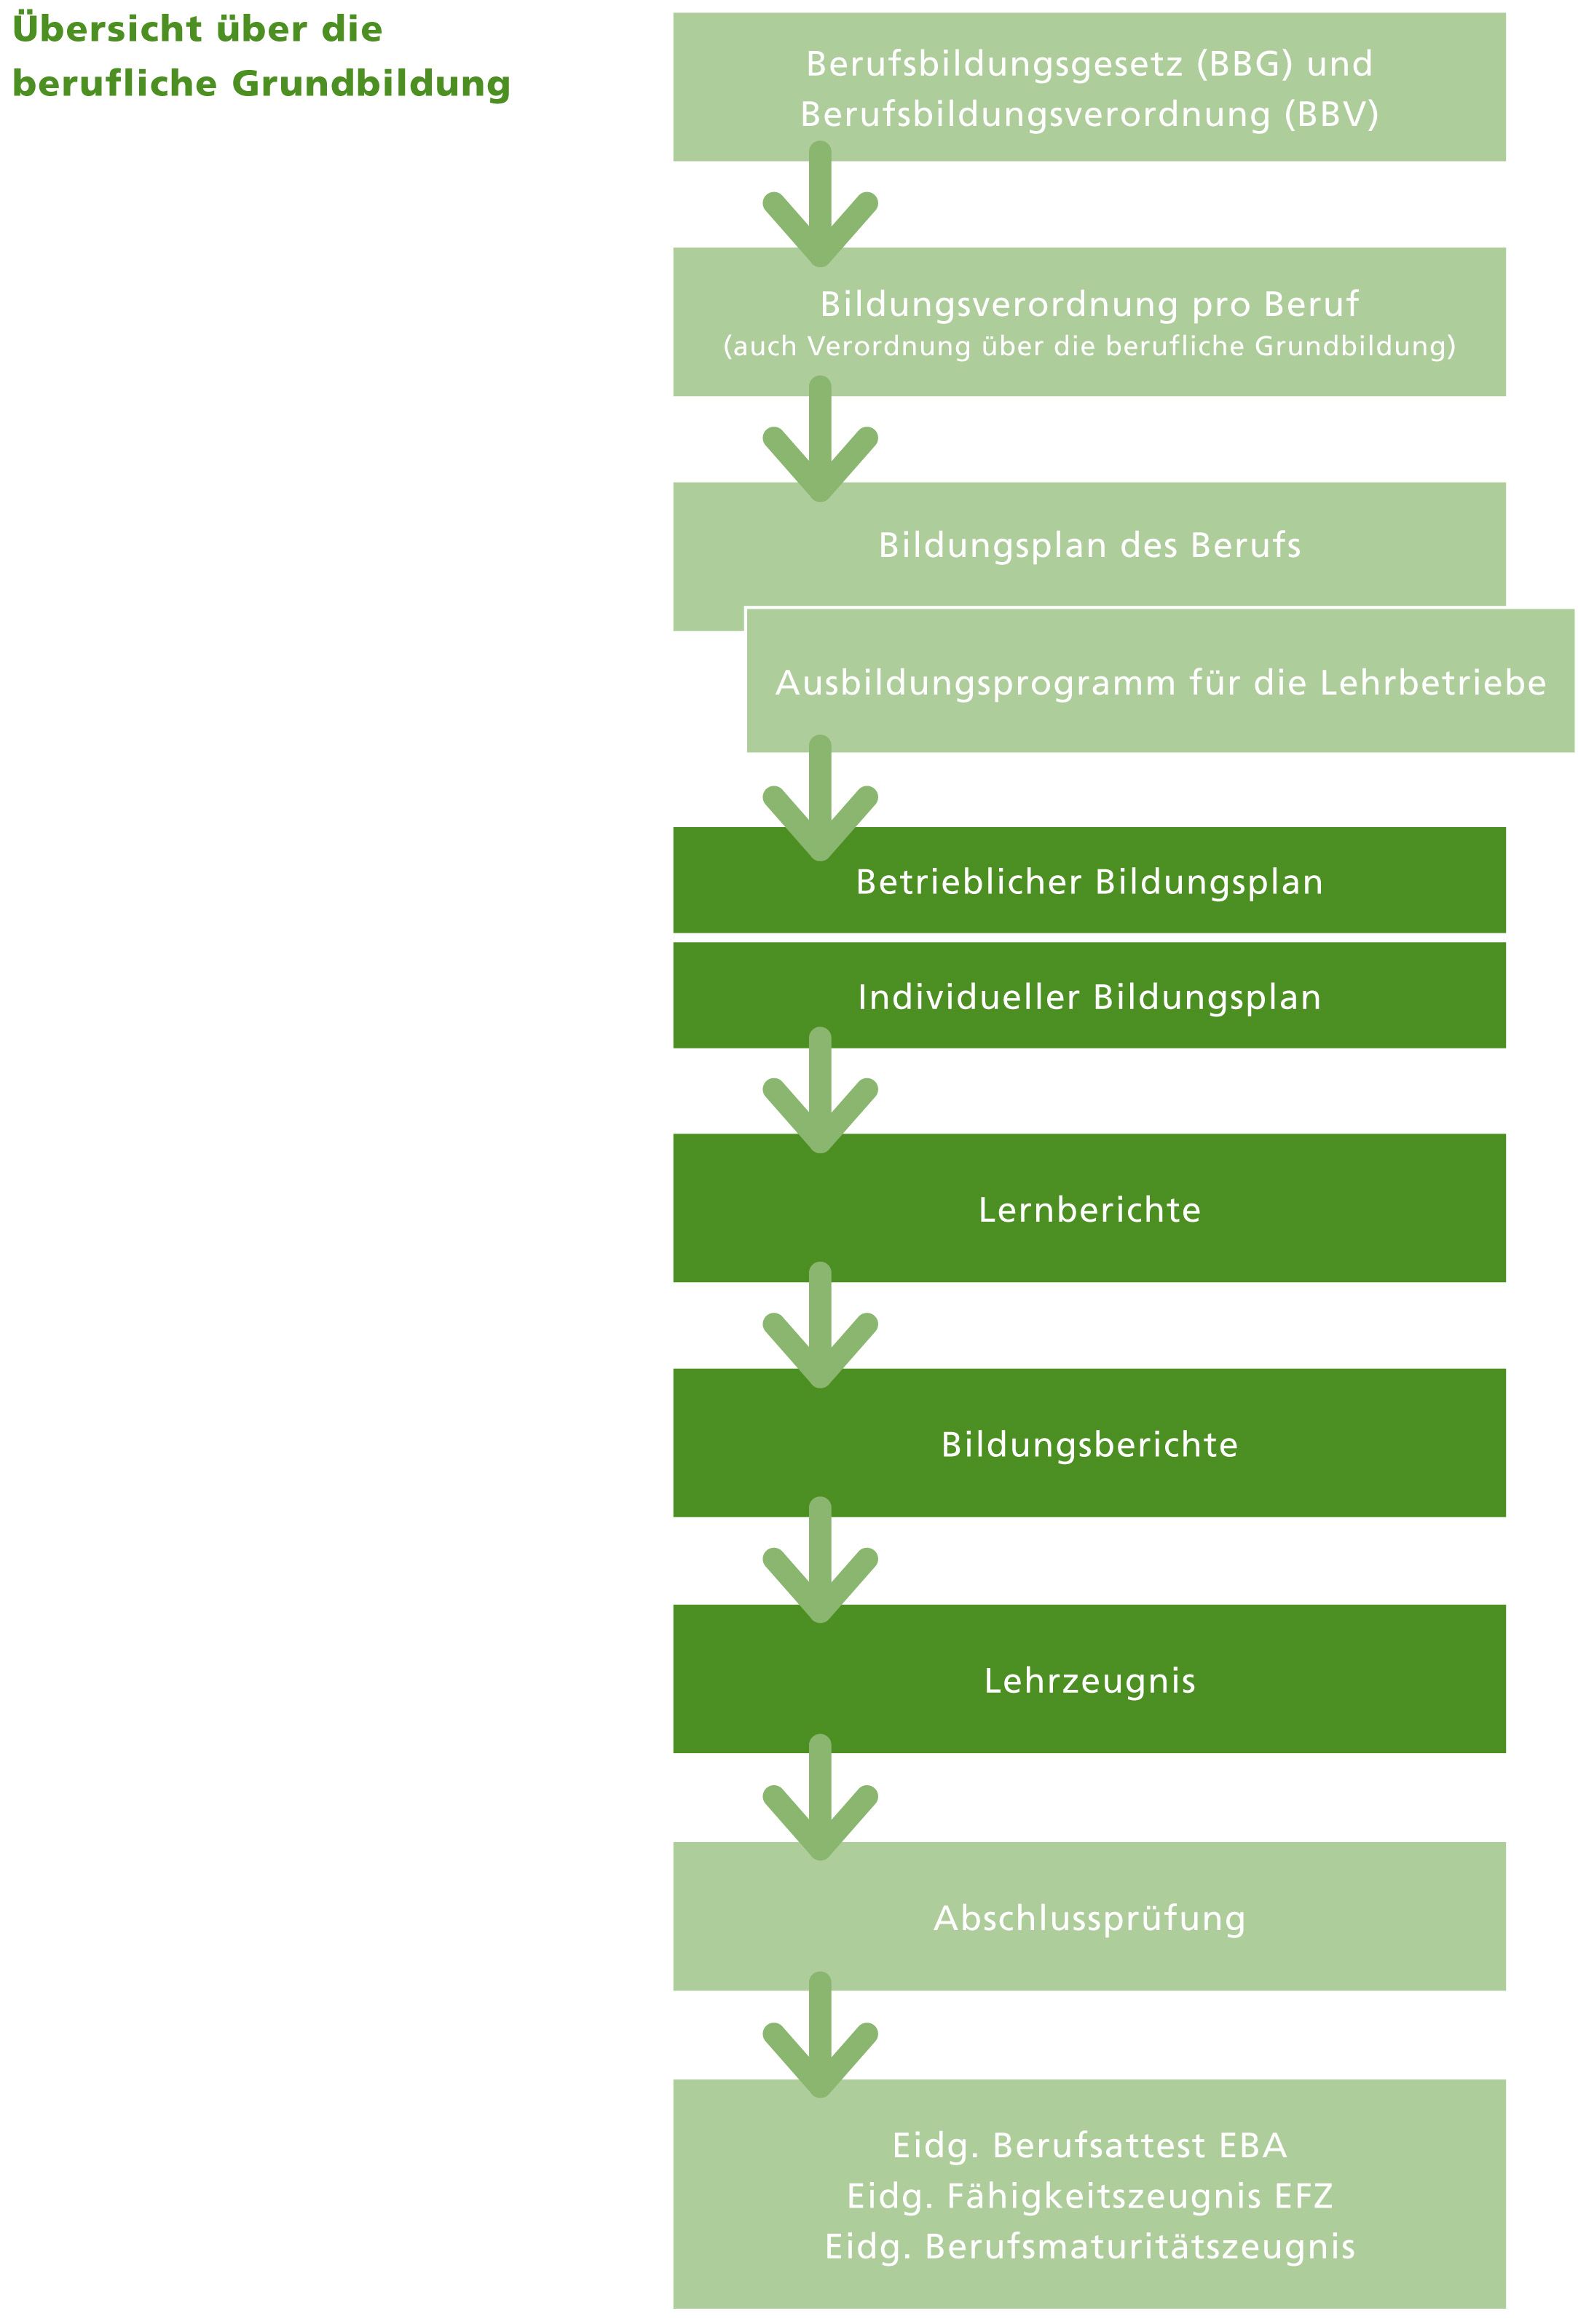 Übersicht über die
berufliche Grundbildung
Berufsbildungsgesetz (BBG) und
Berufsbildungsverordnung (BBV)
Bildungsverordnung pro Beruf
(auch Verordnung über die berufliche Grundbildung)
Bildungsplan des Berufs
Ausbildungsprogramm für die Lehrbetriebe
Betrieblicher Bildungsplan
Individueller Bildungsplan
Lernberichte
Bildungsberichte
Lehrzeugnis
Abschlussprüfung
Eidg. Berufsattest EBA
Eidg. Fähigkeitszeugnis EFZ
Eidg. Berufsmaturitätszeugnis